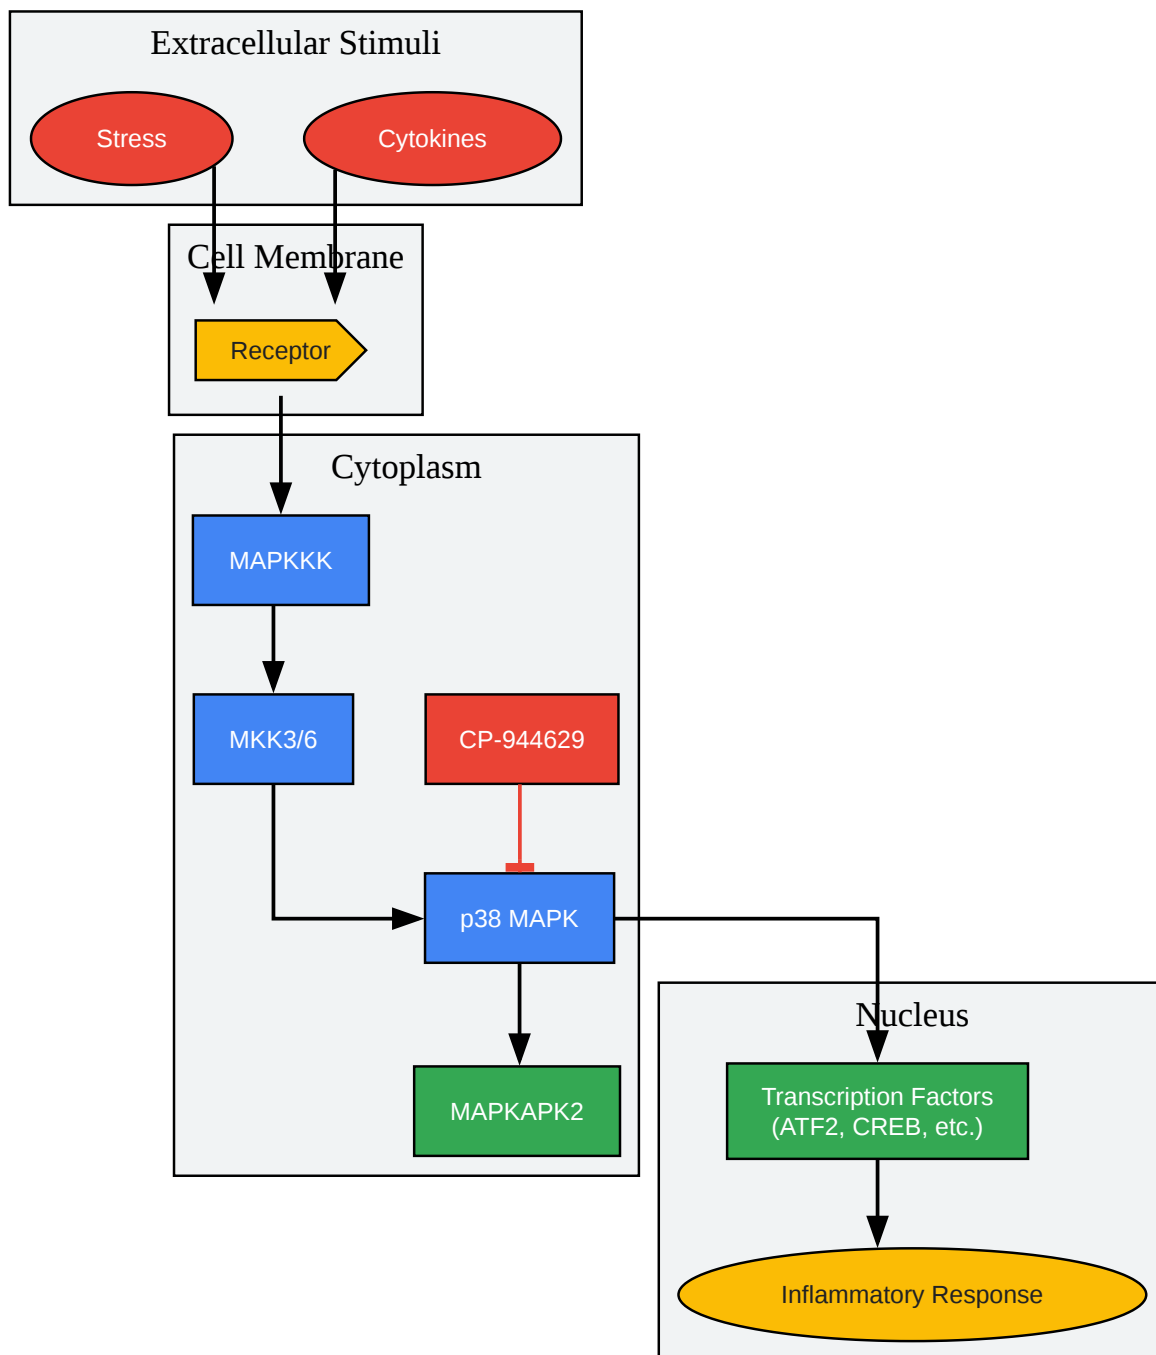 Extracellular Stimuli
Stress
Cytokines
Cell Membrane
Receptor
Cytoplasm
MAPKKK
MKK3/6
CP-944629
p38 MAPK
MAPKAPK2
Nucleus
Transcription Factors
(ATF2, CREB, etc.)
Inflammatory Response